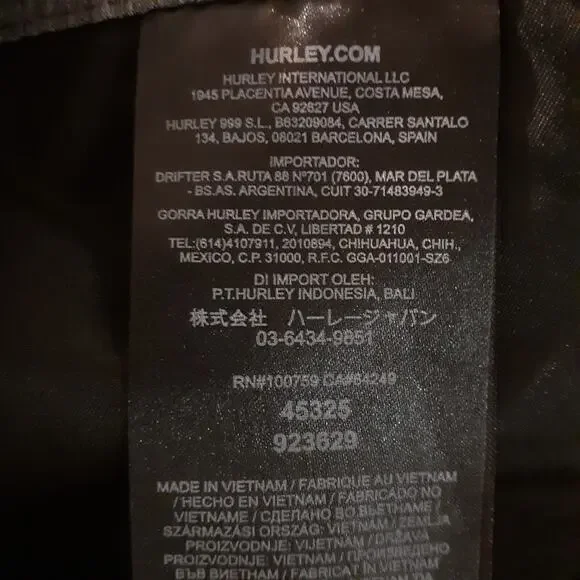 HURLEY.COM
HURLEY INTERNATIONAL LLC
1945 PLACENTIA AVENUE, COSTA MESA,
CA 92627 USA
HURLEY 999 S.L., B63209084, CARRER SANTALO
134, BAJOS, 08021 BARCELONA, SPAIN
IMPORTADOR:
DRIFTER S.A.RUTA 88 Nº701 (7600), MAR DEL PLATA
- BS.AS. ARGENTINA, CUIT 30-71483949-3
GORRA HURLEY IMPORTADORA, GRUPO GARDEA,
S.A. DE C.V, LIBERTAD # 1210
TEL:(614)4107911, 2010894, CHIHUAHUA, CHIH.,
MEXICO, C.P. 31000, R.F.C. GGA-011001-SZ6
DI IMPORT OLEH:
P.T.HURLEY INDONESIA, BALI
株式会社 ハーレージャパン
03-6434-9851
RN#100759 CA#64249
45325
923629
MADE IN VIETNAM / FABRIQUE AU VIETNAM
/ HECHO EN VIETNAM / FABRICADO NO
VIETNAME / СДЕЛАНО ВО ВЬЕТНАМЕ /
SZÁRMAZÁSI ORSZÁG: VIETNAM / ZEMLJA
PROIZVODNJE: VIJETNAM / DRŽAVA
PROIZVODNJE: VIETNAM / ПРОИЗВЕДЕНО
ВЪВ ВИЕТНАМ / FABRICAT ÎN VIETNAM